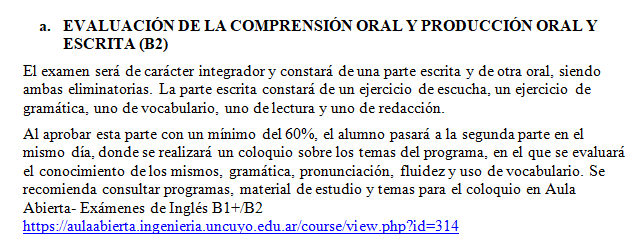 a. EVALUACIÓN DE LA COMPRENSIÓN ORAL Y PRODUCCIÓN ORAL Y
ESCRITA (B2)
El examen será de carácter integrador y constará de una parte escrita y de otra oral, siendo
ambas eliminatorias. La parte escrita constará de un ejercicio de escucha, un ejercicio de
gramática, uno de vocabulario, uno de lectura y uno de redacción.
Al aprobar esta parte con un mínimo del 60%, el alumno pasará a la segunda parte en el
mismo día, donde se realizará un coloquio sobre los temas del programa, en el que se evaluará
el conocimiento de los mismos, gramática, pronunciación, fluidez y uso de vocabulario. Se
recomienda consultar programas, material de estudio y temas para el coloquio en Aula
Abierta- Exámenes de Inglés B1+/B2
https://aulaabierta.ingenieria.uncuyo.edu.ar/course/view.php?id=314